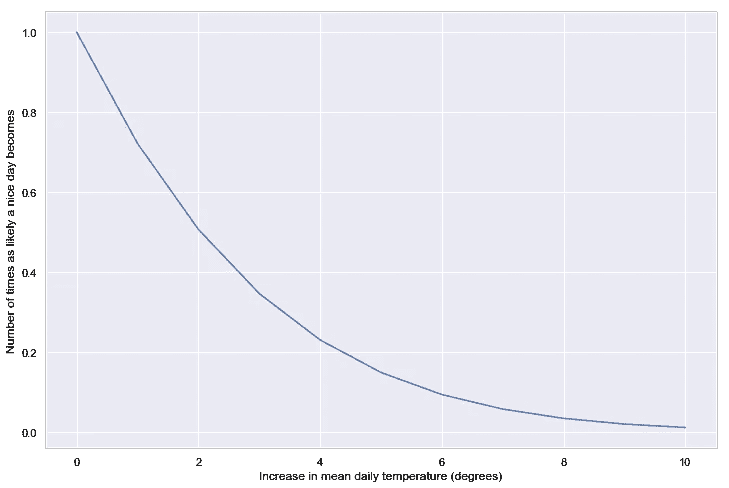 1.0
0.8
0.6
0.4
0.2
0.0
Number of times as likely a nice day becomes
0 2 4 6 8 10
Increase in mean daily temperature (degrees)